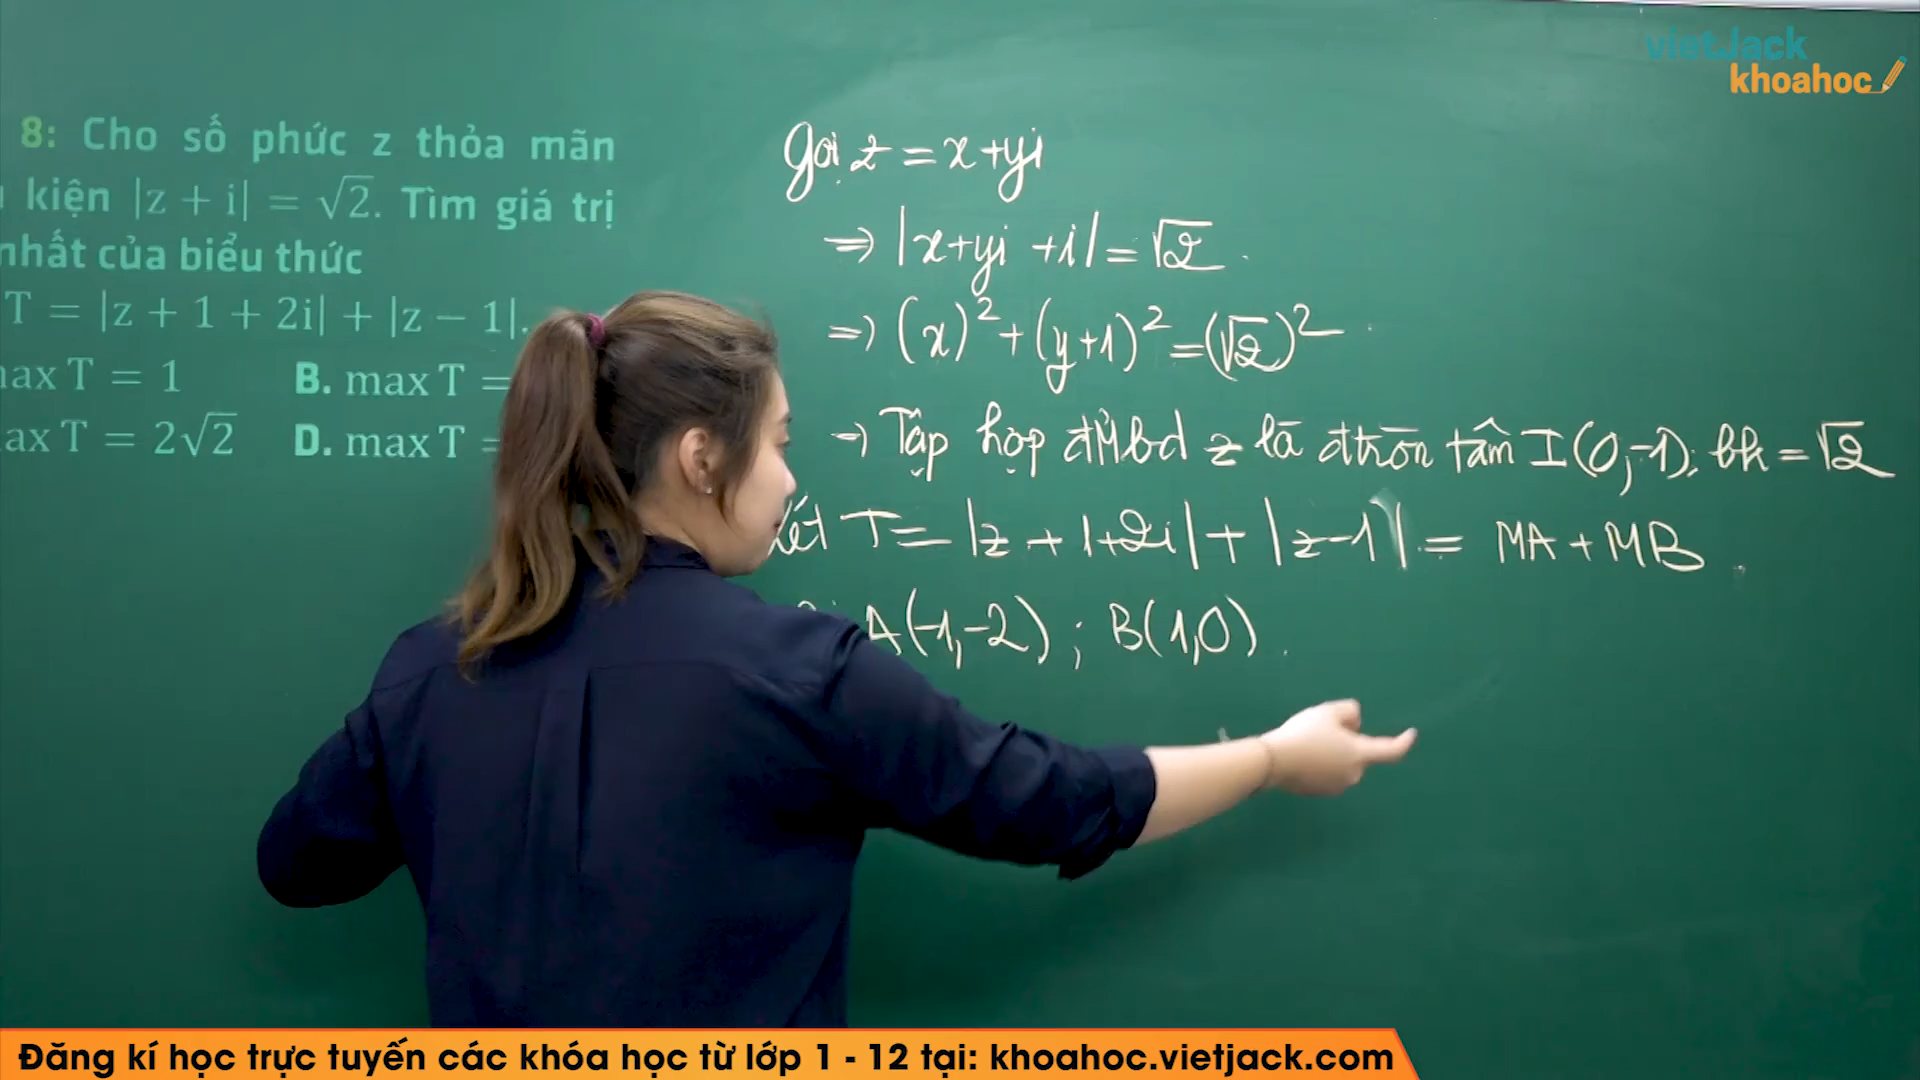 vietJack
khoahoc
8: Cho số phức z thỏa mãn
kiện |z + i| = √2. Tìm giá trị
nhất của biểu thức
T = |z + 1 + 2i| + |z − 1|.
ax T = 1 B. max T =
ax T = 2√2 D. max T =
Gọi z = x+yi
⇒ |x+yi +i| = √2.
⇒ (x)² + (y+1)² = (√2)².
→ Tập hợp đ'M bd z là đtròn tâm I(0,-1); bk = √2
Xét T = |z + 1+2i| + |z-1| = MA + MB.
A(-1,-2) ; B(1,0).
Đăng kí học trực tuyến các khóa học từ lớp 1 - 12 tại: khoahoc.vietjack.com